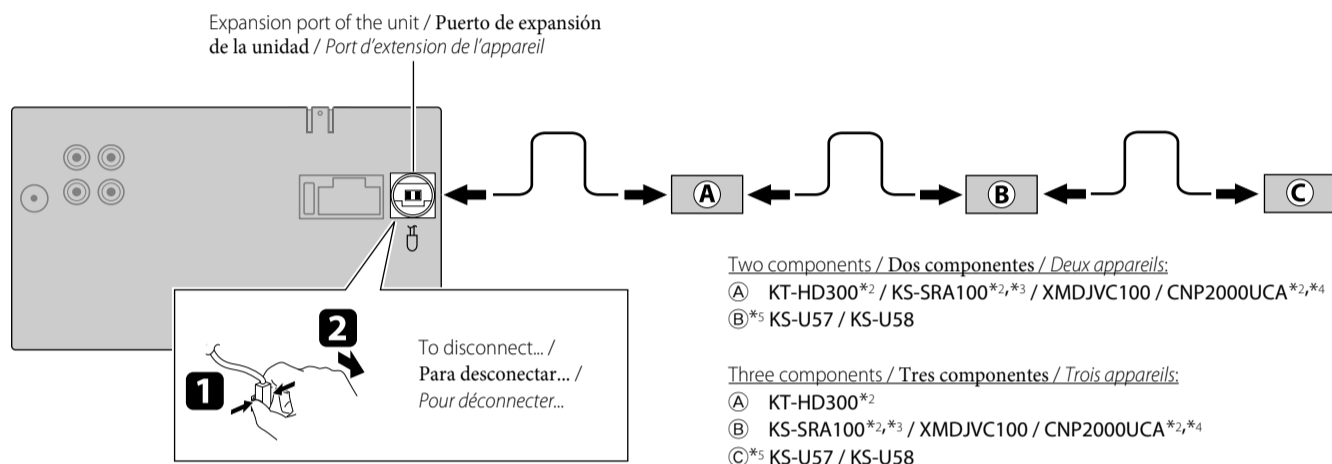 Expansion port of the unit / Puerto de expansión
de la unidad / Port d'extension de l'appareil
A
B
C
1
2
To disconnect... /
Para desconectar... /
Pour déconnecter...
Two components / Dos componentes / Deux appareils:
Ⓐ KT-HD300*2 / KS-SRA100*2,*3 / XMDJVC100 / CNP2000UCA*2,*4
Ⓑ*5 KS-U57 / KS-U58
Three components / Tres componentes / Trois appareils:
Ⓐ KT-HD300*2
Ⓑ KS-SRA100*2,*3 / XMDJVC100 / CNP2000UCA*2,*4
Ⓒ*5 KS-U57 / KS-U58